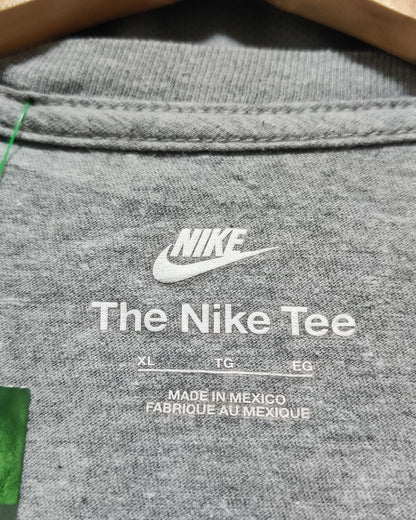 NIKE
The Nike Tee
XL TG EG
MADE IN MEXICO
FABRIQUE AU MEXIQUE